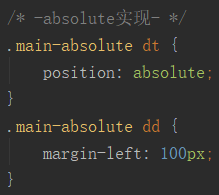 /* -absolute实现- */
.main-absolute dt {
    position: absolute;
}
.main-absolute dd {
    margin-left: 100px;
}